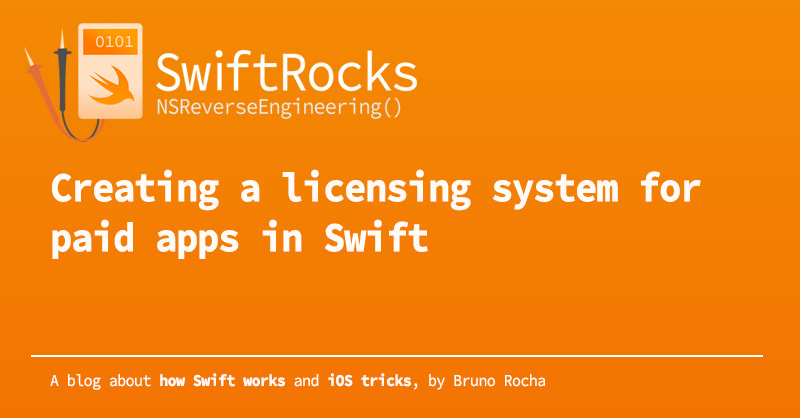 0101
SwiftRocks
NSReverseEngineering()
Creating a licensing system for
paid apps in Swift
A blog about how Swift works and iOS tricks, by Bruno Rocha